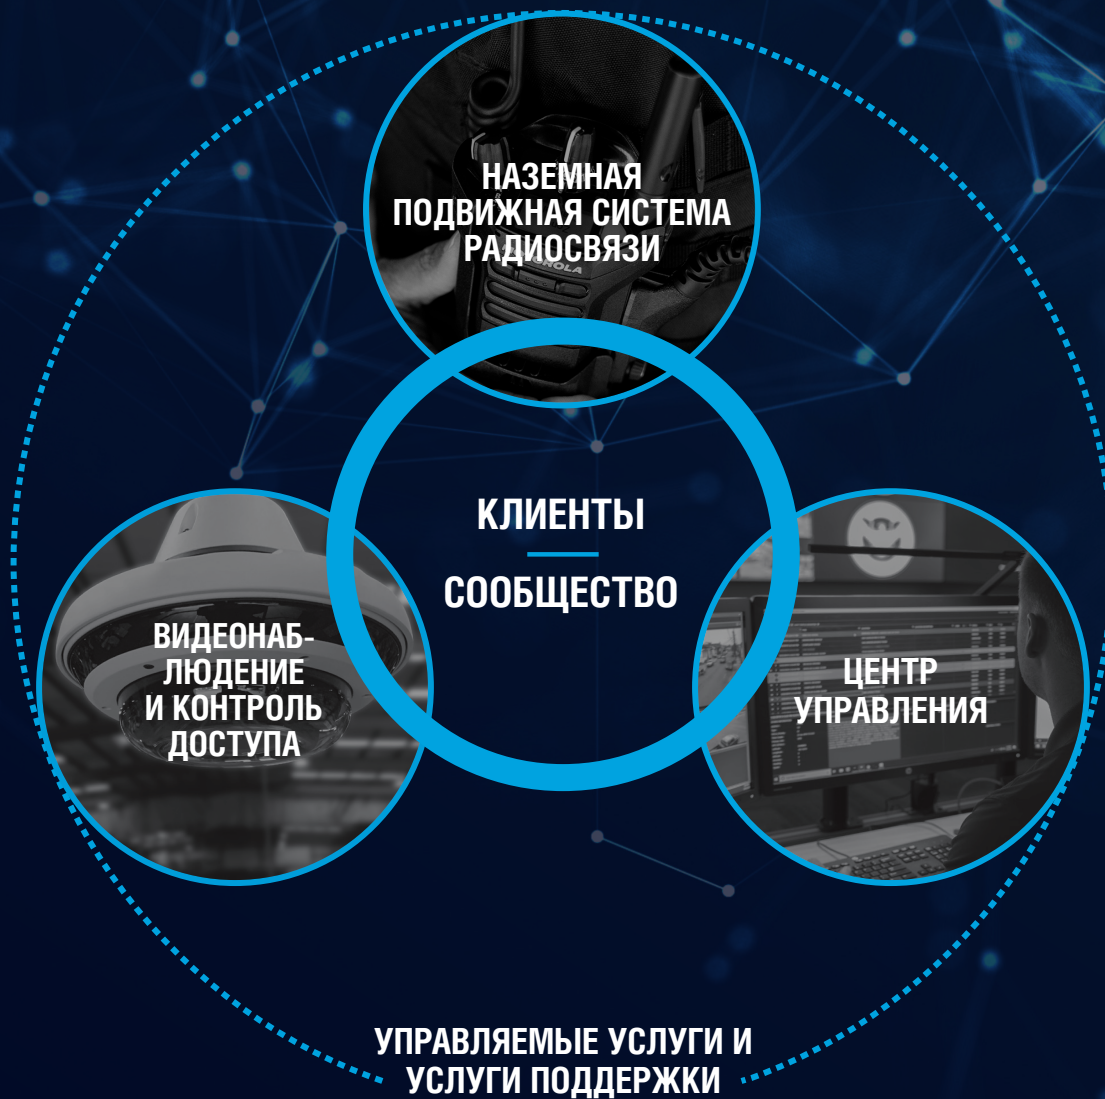 НАЗЕМНАЯ
ПОДВИЖНАЯ СИСТЕМА
РАДИОСВЯЗИ
КЛИЕНТЫ
СООБЩЕСТВО
ВИДЕОНАБ-
ЛЮДЕНИЕ
И КОНТРОЛЬ
ДОСТУПА
ЦЕНТР
УПРАВЛЕНИЯ
УПРАВЛЯЕМЫЕ УСЛУГИ И
УСЛУГИ ПОДДЕРЖКИ